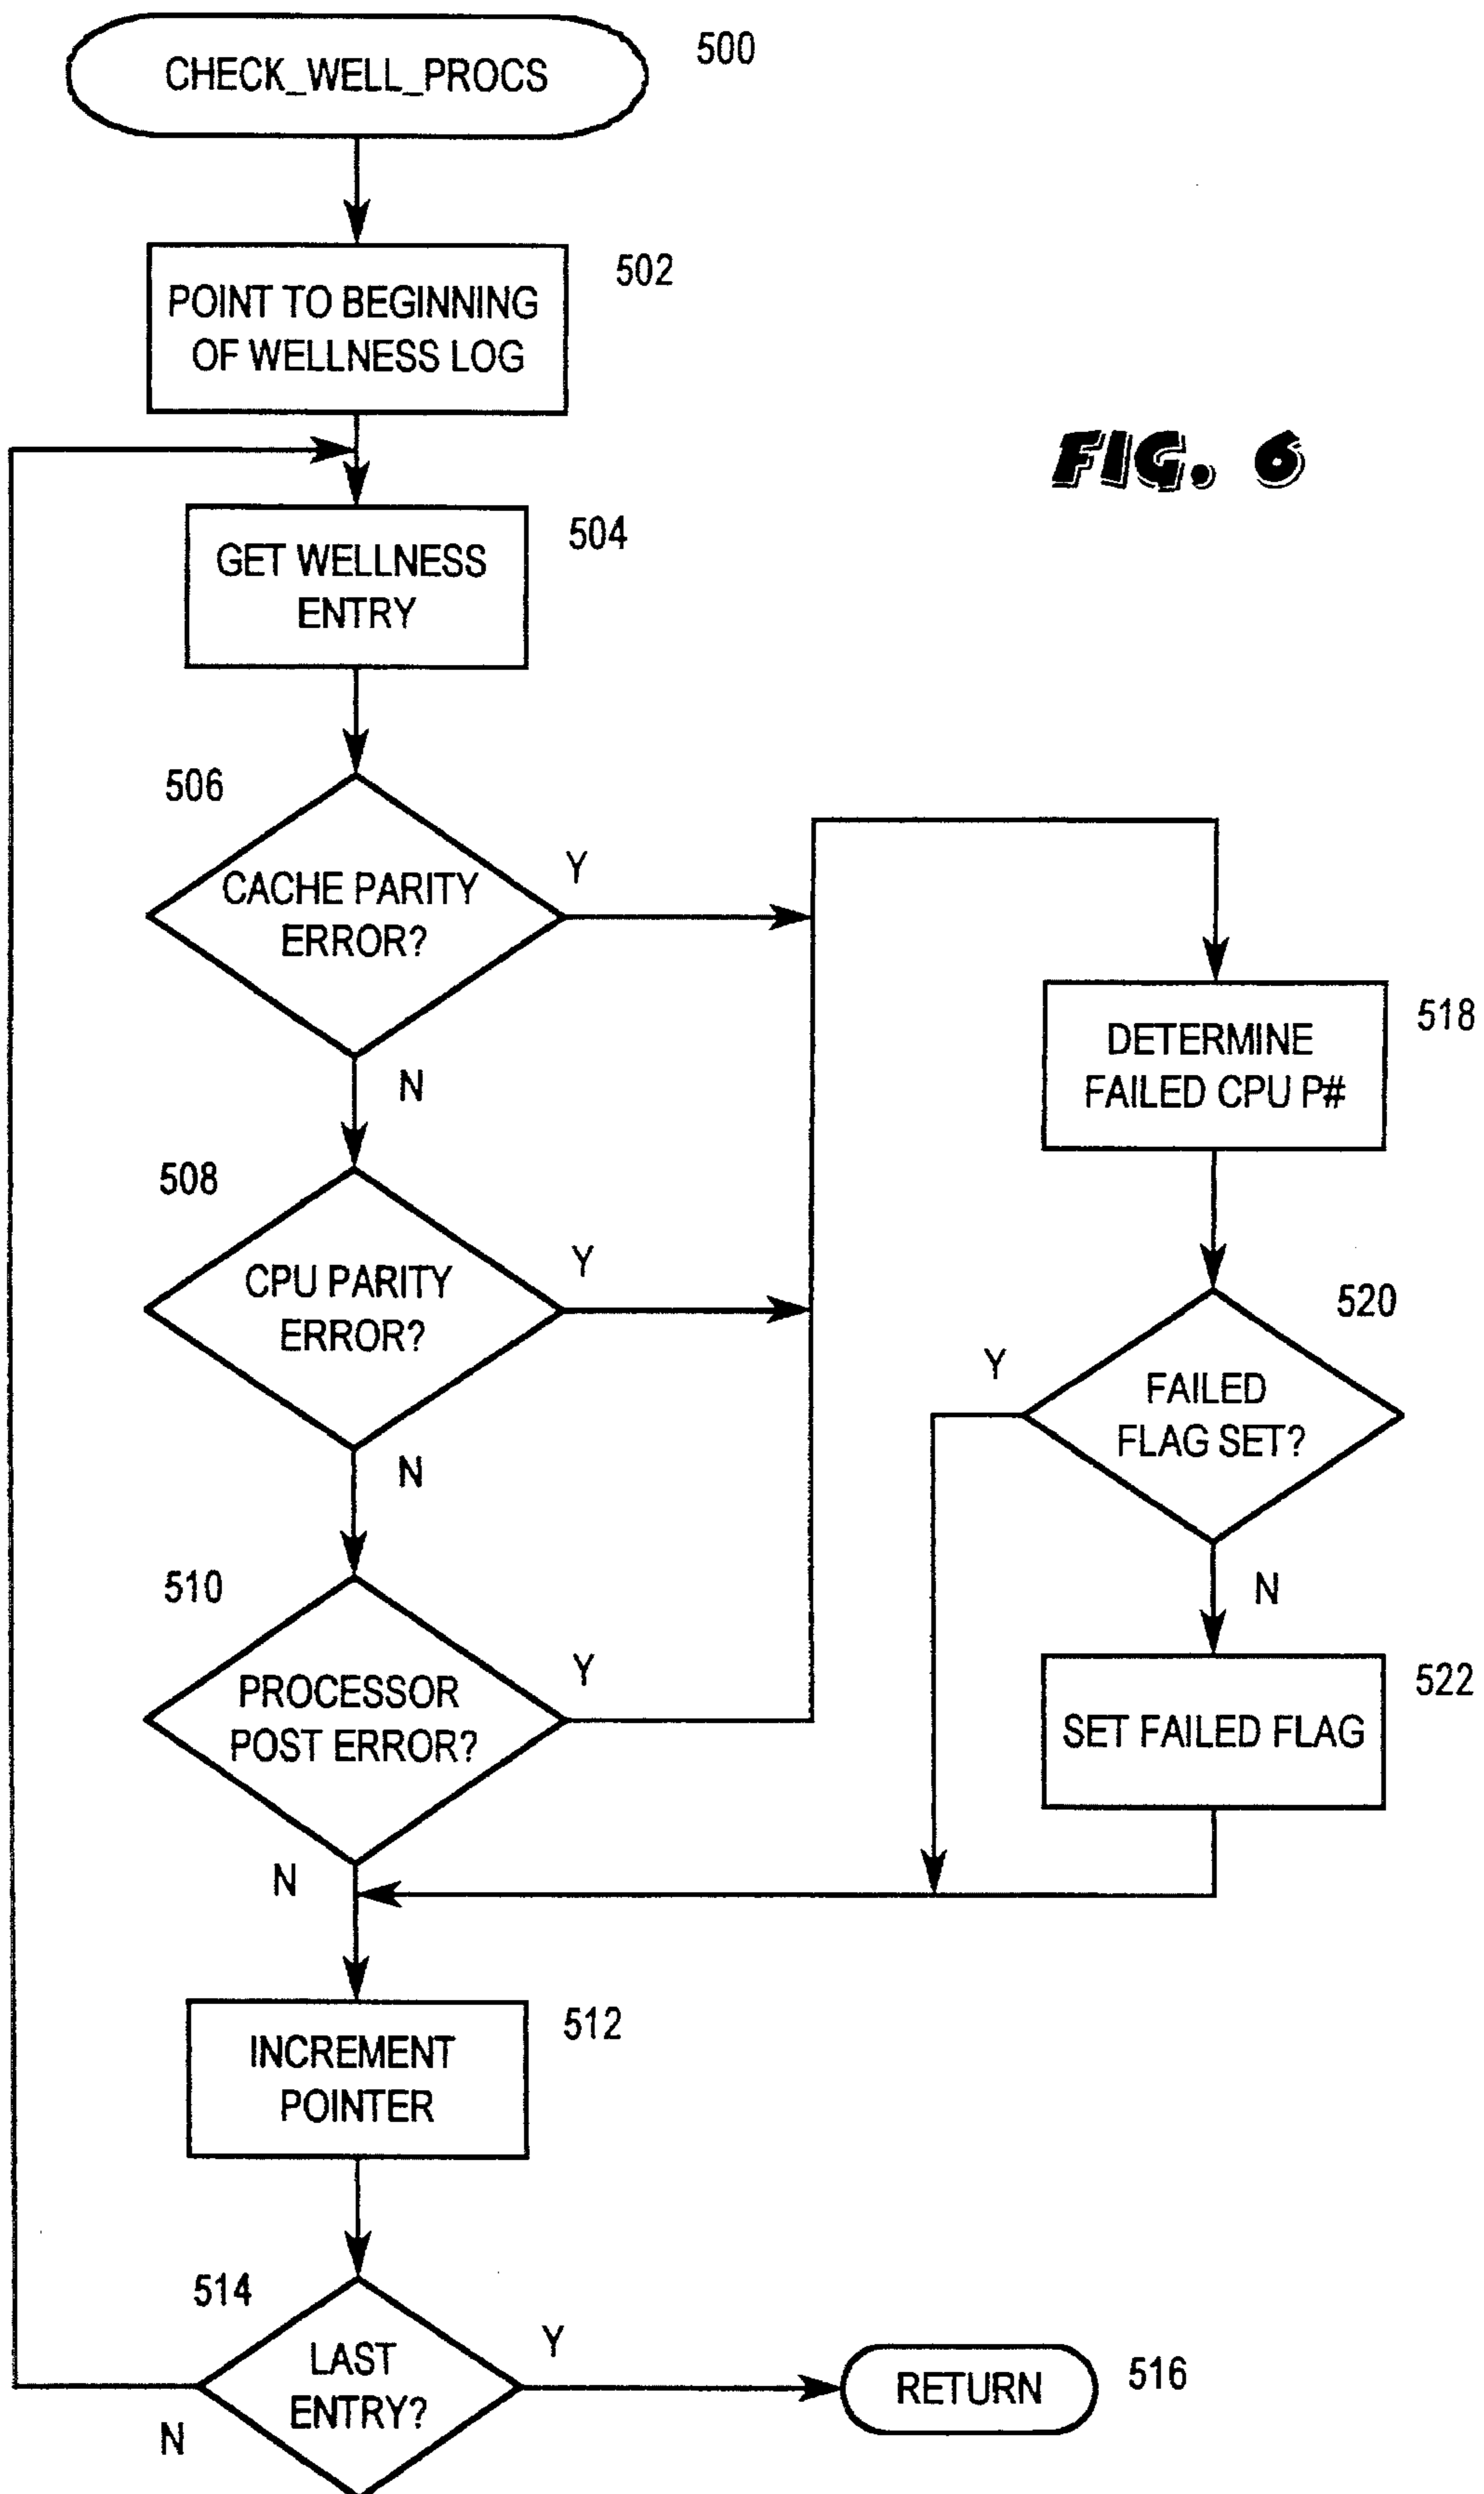 CHECK_WELL_PROCS
500
POINT TO BEGINNING
OF WELLNESS LOG
502
FIG. 6
GET WELLNESS
ENTRY
504
506
CACHE PARITY
ERROR?
Y
N
518
DETERMINE
FAILED CPU P#
508
CPU PARITY
ERROR?
Y
N
520
FAILED
FLAG SET?
Y
N
510
PROCESSOR
POST ERROR?
Y
N
522
SET FAILED FLAG
512
INCREMENT
POINTER
514
LAST
ENTRY?
Y
N
RETURN
516